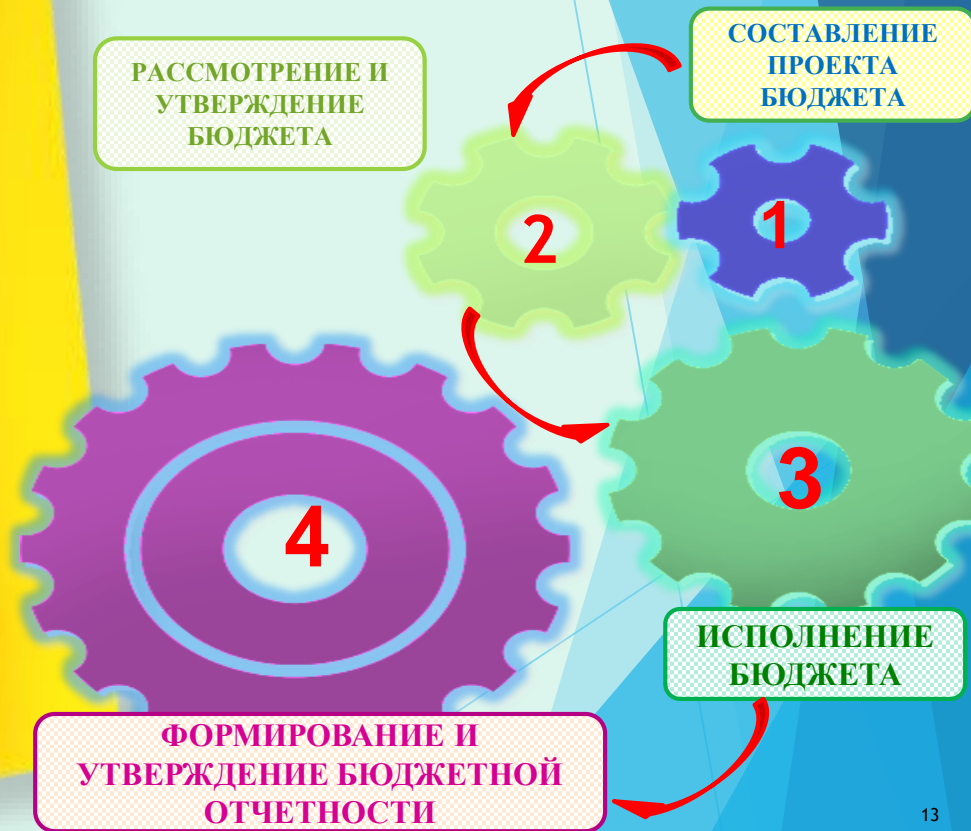 СОСТАВЛЕНИЕ
ПРОЕКТА
БЮДЖЕТА
1
РАССМОТРЕНИЕ И
УТВЕРЖДЕНИЕ
БЮДЖЕТА
2
3
ИСПОЛНЕНИЕ
БЮДЖЕТА
4
ФОРМИРОВАНИЕ И
УТВЕРЖДЕНИЕ БЮДЖЕТНОЙ
ОТЧЕТНОСТИ
13